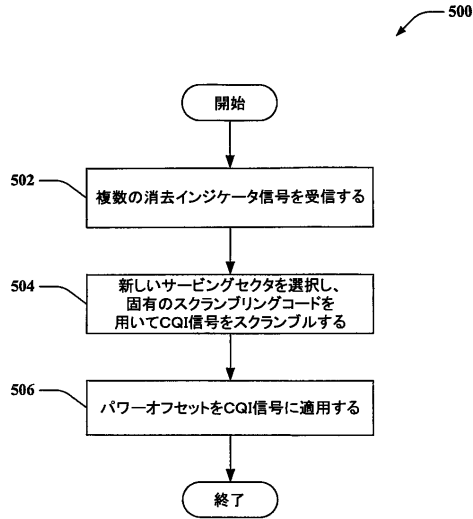 500
開始
502
複数の消去インジケータ信号を受信する
504
新しいサービングセクタを選択し、
固有のスクランブリングコードを
用いてCQI信号をスクランブルする
506
パワーオフセットをCQI信号に適用する
終了